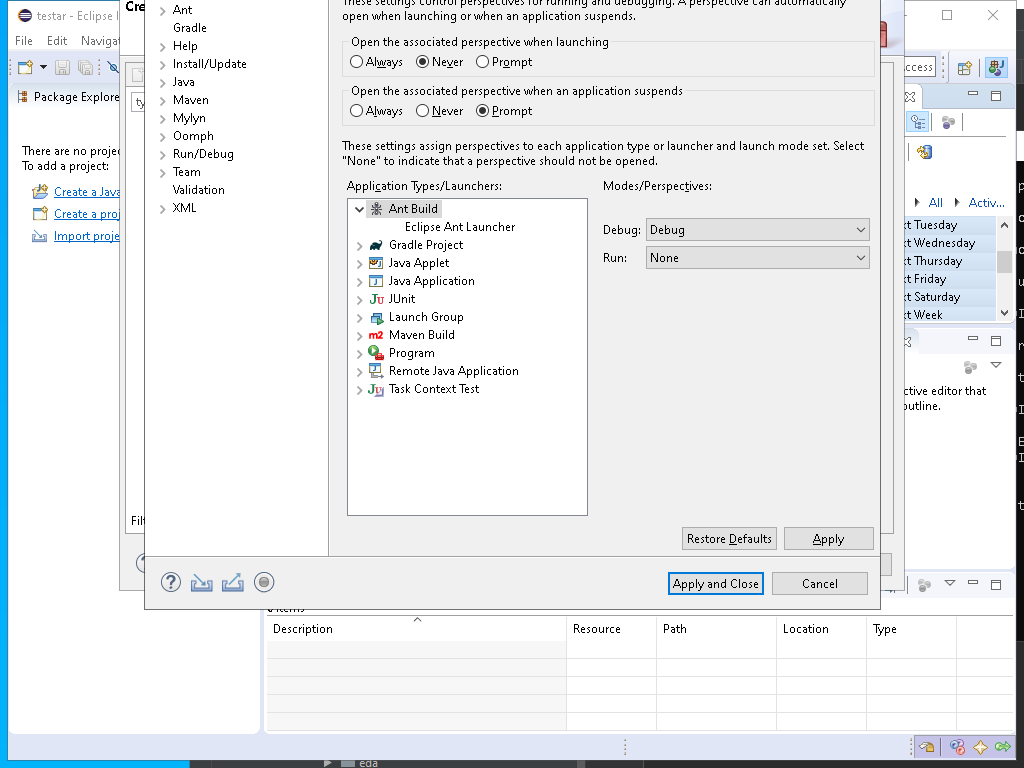 testar - Eclipse I
Cre
These settings control perspectives for running and debugging. A perspective can automatically
open when launching or when an application suspends.
File Edit Navigat
Ant
Gradle
Help
Install/Update
Java
Maven
Mylyn
Oomph
Run/Debug
Team
Validation
XML
Open the associated perspective when launching
Always Never Prompt
Open the associated perspective when an application suspends
Always Never Prompt
These settings assign perspectives to each application type or launcher and launch mode set. Select
"None" to indicate that a perspective should not be opened.
Application Types/Launchers:
Modes/Perspectives:
Ant Build
Eclipse Ant Launcher
Gradle Project
Java Applet
Java Application
JUnit
Launch Group
Maven Build
Program
Remote Java Application
Task Context Test
Debug: Debug
Run: None
Restore Defaults Apply
Apply and Close Cancel
Package Explore
ty
There are no projec
To add a project:
Create a Java
Create a proj
Import proje
Filt
ccess
All Activ...
xt Tuesday
xt Wednesday
xt Thursday
xt Friday
xt Saturday
xt Week
ctive editor that
outline.
0 items
Description Resource Path Location Type
eda